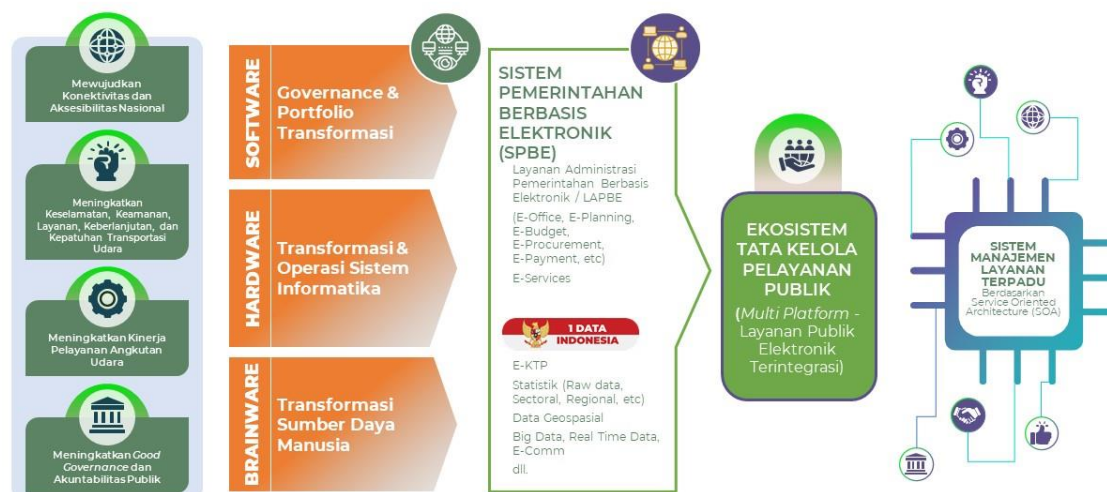 Mewujudkan
Konektivitas dan
Aksesibilitas Nasional
Meningkatkan
Keselamatan, Keamanan,
Layanan, Keberlanjutan, dan
Kepatuhan Transportasi
Udara
Meningkatkan Kinerja
Pelayanan Angkutan
Udara
Meningkatkan Good
Governance dan
Akuntabilitas Publik
SOFTWARE
Governance &
Portfolio
Transformasi
HARDWARE
Transformasi &
Operasi Sistem
Informatika
BRAINWARE
Transformasi
Sumber Daya
Manusia
SISTEM
PEMERINTAHAN
BERBASIS
ELEKTRONIK
(SPBE)
Layanan Administrasi
Pemerintahan Berbasis
Elektronik / LAPBE
(E-Office, E-Planning,
E-Budget,
E-Procurement,
E-Payment, etc)
E-Services
1 DATA
INDONESIA
E-KTP
Statistik (Raw data,
Sectoral, Regional, etc)
Data Geospasial
Big Data, Real Time Data,
E-Comm
dll.
EKOSISTEM
TATA KELOLA
PELAYANAN
PUBLIK
(Multi Platform -
Layanan Publik
Elektronik
Terintegrasi)
SISTEM
MANAJEMEN
LAYANAN
TERPADU
Berdasarkan
Service Oriented
Architecture (SOA)